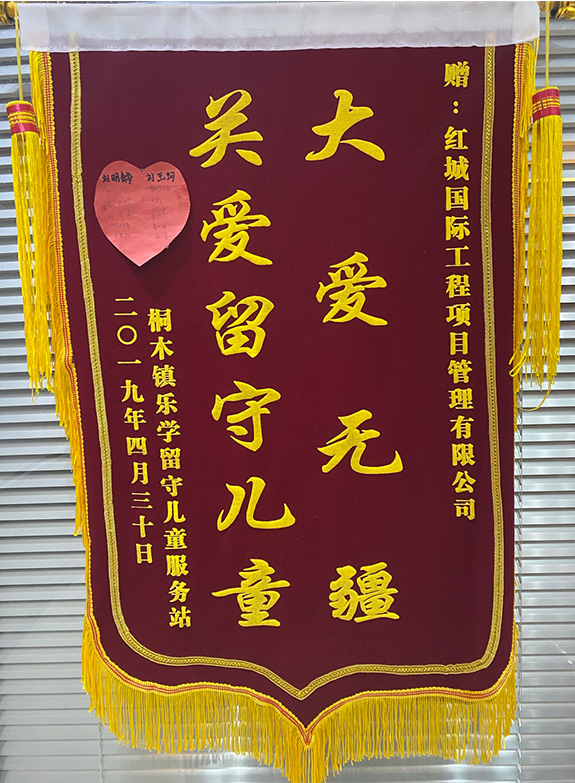 赠：红城国际工程项目管理有限公司
大爱无疆
关爱留守儿童
桐木镇乐学留守儿童服务站
二〇一九年四月三十日